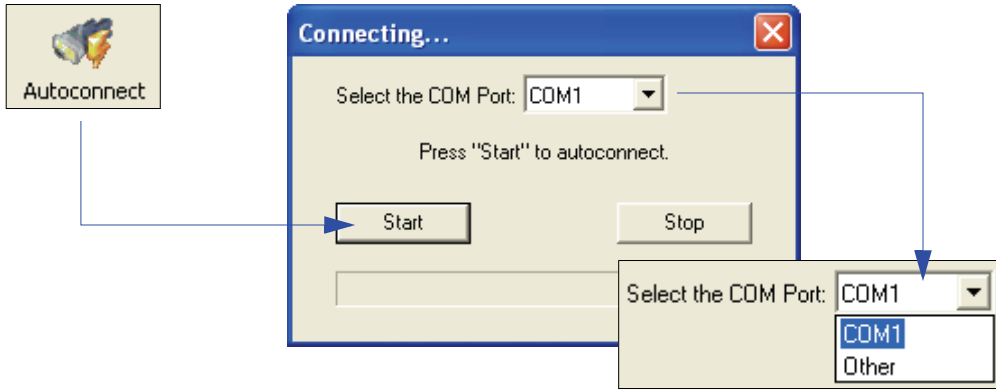 Autoconnect
Connecting...
Select the COM Port: COM1
Press "Start" to autoconnect.
Start
Stop
Select the COM Port: COM1
COM1
Other